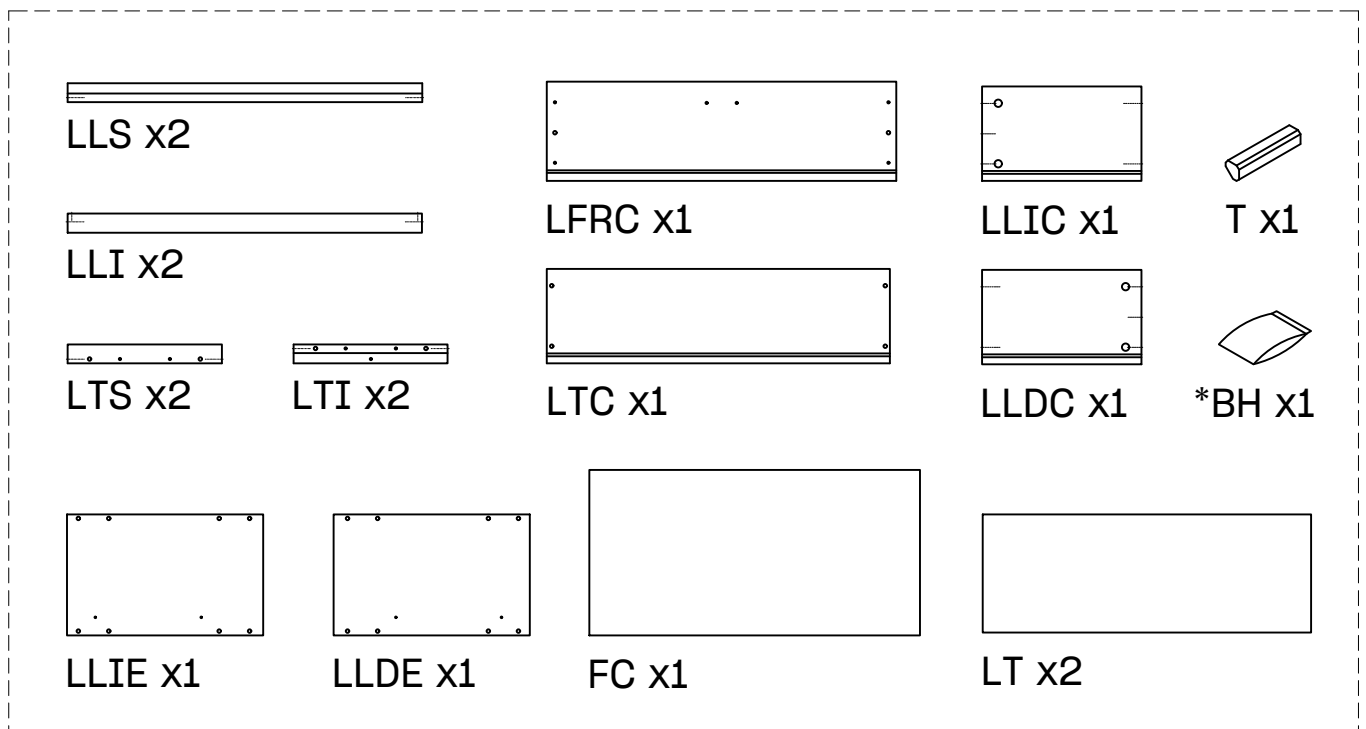 LLS x2
LFRC x1
LLIC x1
T x1
LLI x2
LTS x2
LTI x2
LTC x1
LLDC x1
*BH x1
LLIE x1
LLDE x1
FC x1
LT x2